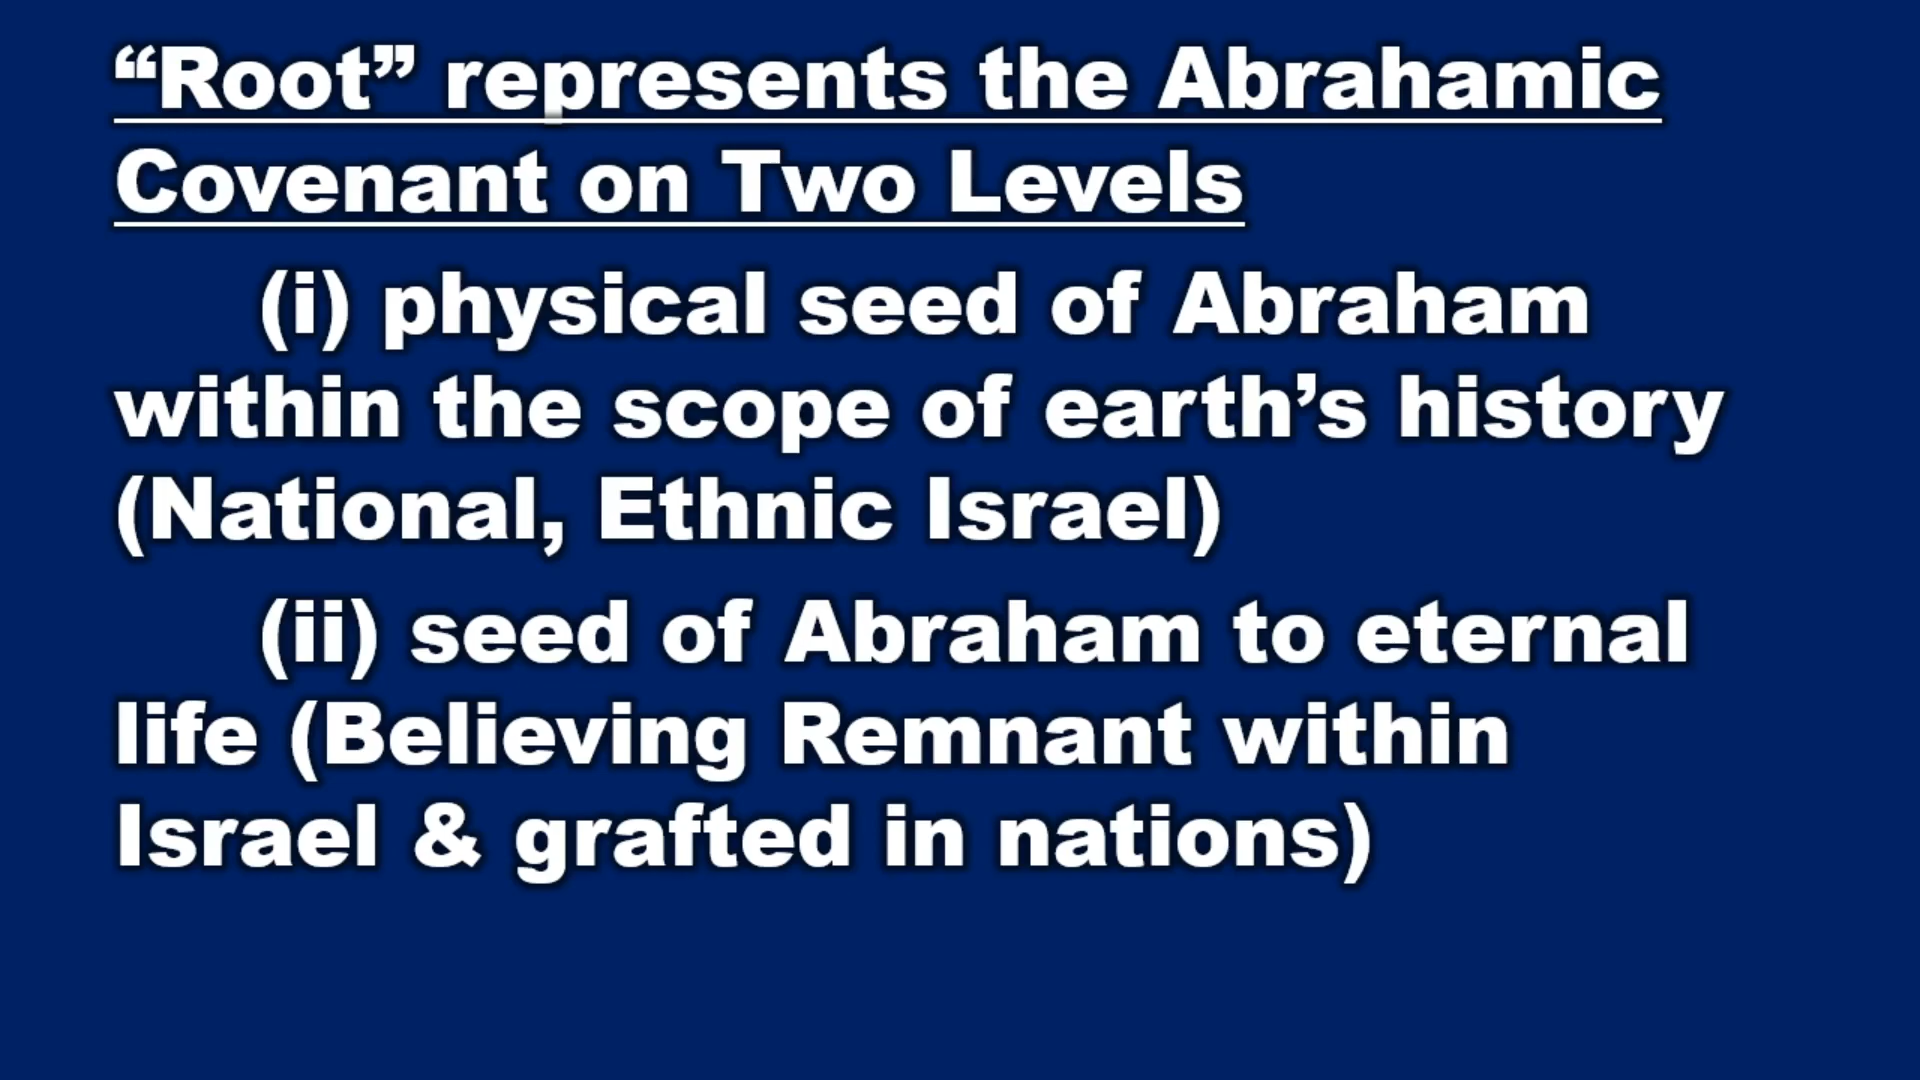 “Root” represents the Abrahamic
Covenant on Two Levels
(i) physical seed of Abraham
within the scope of earth’s history
(National, Ethnic Israel)
(ii) seed of Abraham to eternal
life (Believing Remnant within
Israel & grafted in nations)